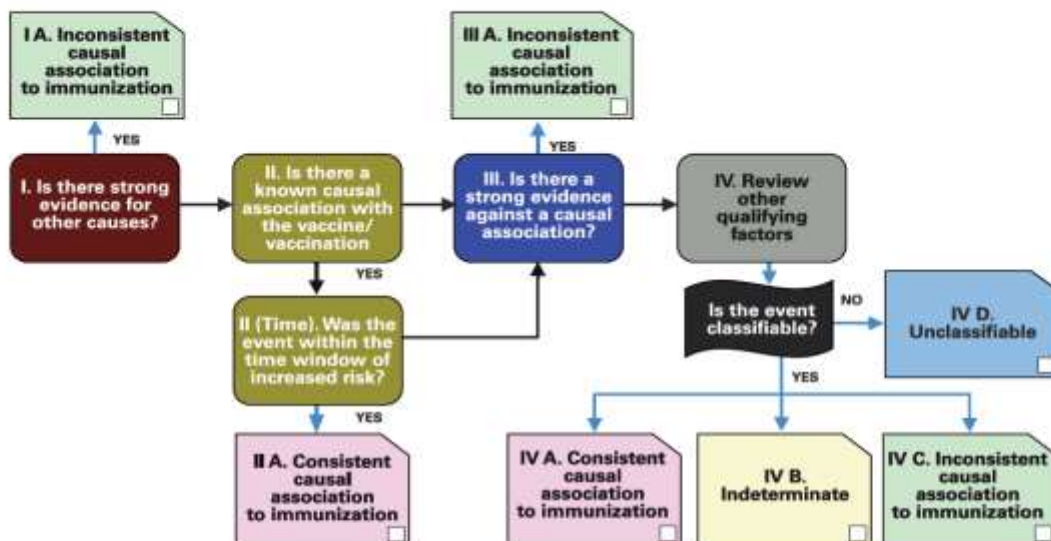 I A. Inconsistent
causal
association
to immunization
III A. Inconsistent
causal
association
to immunization
YES
YES
I. Is there strong
evidence for
other causes?
II. Is there a
known causal
association with
the vaccine/
vaccination
III. Is there a
strong evidence
against a causal
association?
IV. Review
other
qualifying
factors
YES
II (Time). Was the
event within the
time window of
increased risk?
Is the event
classifiable?
NO
IV D.
Unclassifiable
YES
YES
II A. Consistent
causal
association
to immunization
IV A. Consistent
causal
association
to immunization
IV B.
Indeterminate
IV C. Inconsistent
causal
association
to immunization